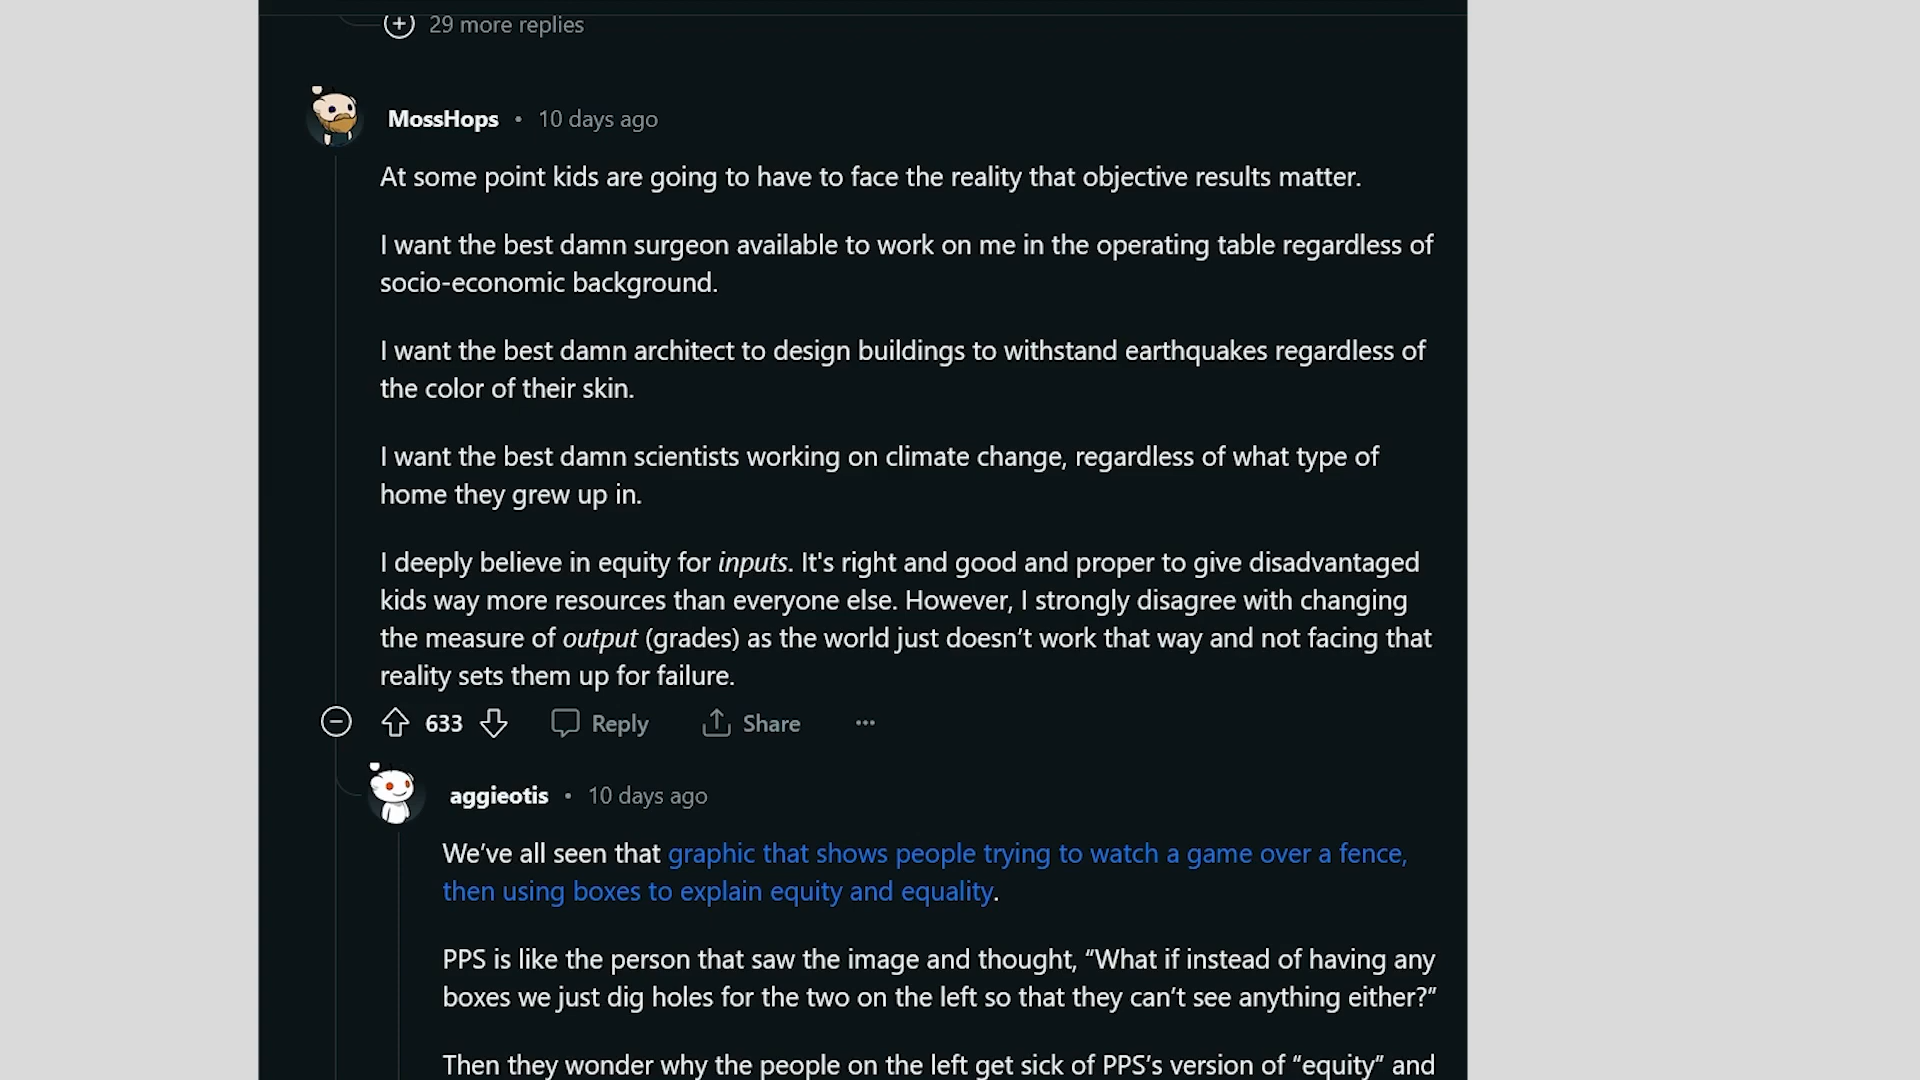 29 more replies
MossHops • 10 days ago
At some point kids are going to have to face the reality that objective results matter.
I want the best damn surgeon available to work on me in the operating table regardless of
socio-economic background.
I want the best damn architect to design buildings to withstand earthquakes regardless of
the color of their skin.
I want the best damn scientists working on climate change, regardless of what type of
home they grew up in.
I deeply believe in equity for inputs. It's right and good and proper to give disadvantaged
kids way more resources than everyone else. However, I strongly disagree with changing
the measure of output (grades) as the world just doesn’t work that way and not facing that
reality sets them up for failure.
633 Reply Share ···
aggieotis • 10 days ago
We’ve all seen that graphic that shows people trying to watch a game over a fence,
then using boxes to explain equity and equality.
PPS is like the person that saw the image and thought, “What if instead of having any
boxes we just dig holes for the two on the left so that they can’t see anything either?”
Then they wonder why the people on the left get sick of PPS’s version of “equity” and